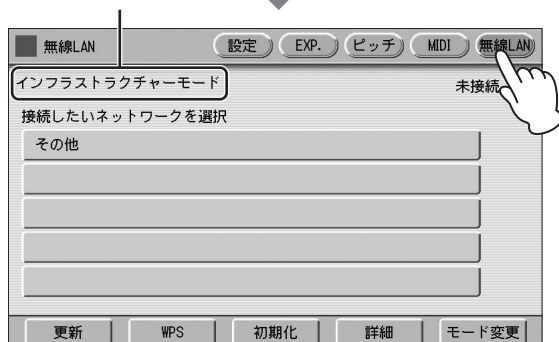 無線LAN 設定 EXP. ピッチ MIDI 無線LAN
インフラストラクチャーモード 未接続
接続したいネットワークを選択
その他
更新 WPS 初期化 詳細 モード変更